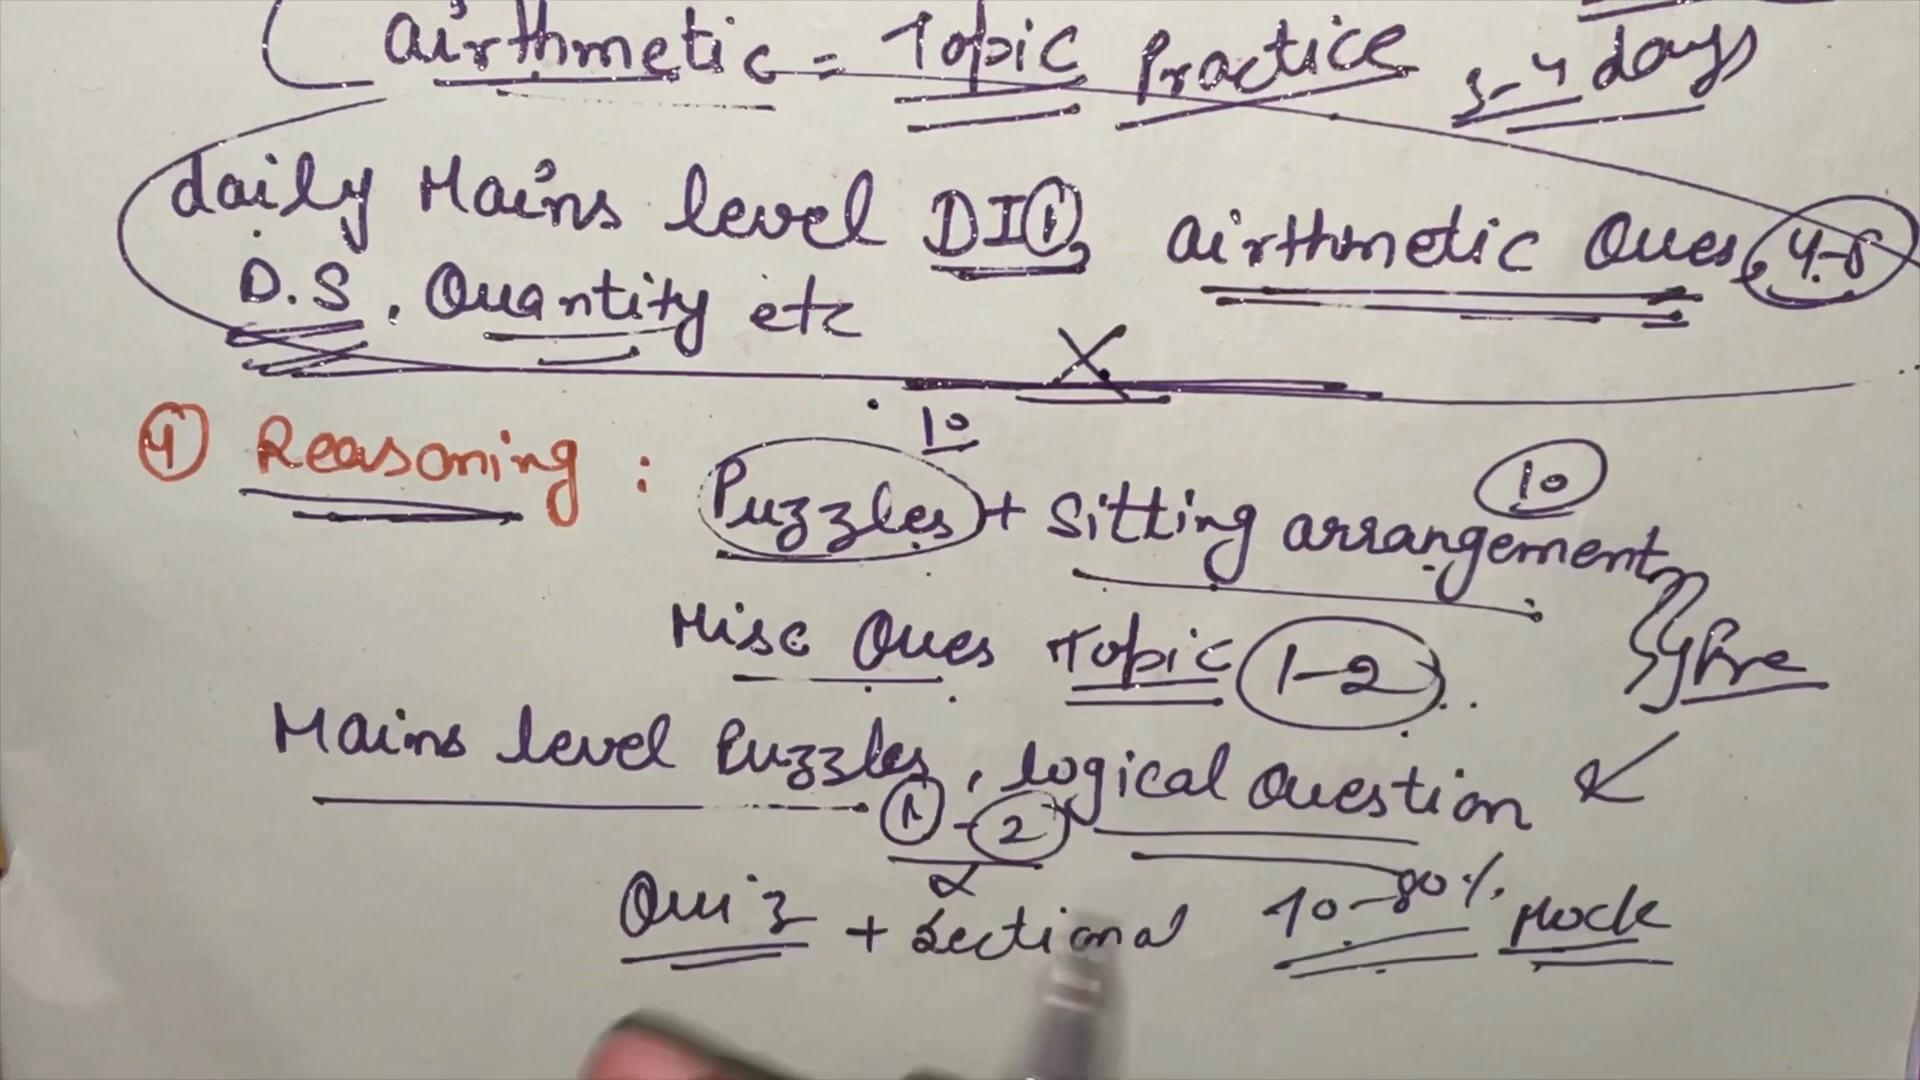 airthmetic = Topic Practice 3-4 days
daily Mains level DI 1, airthmetic Ques, 4-5
D.S, Quantity etc
X
10
10
4 Reasoning : Puzzles + Sitting arrangement
Misc Ques Topic 1-2
Pre
Mains level Puzzles, logical Question
1 - 2
Quiz + Sectional 70-80% Mock